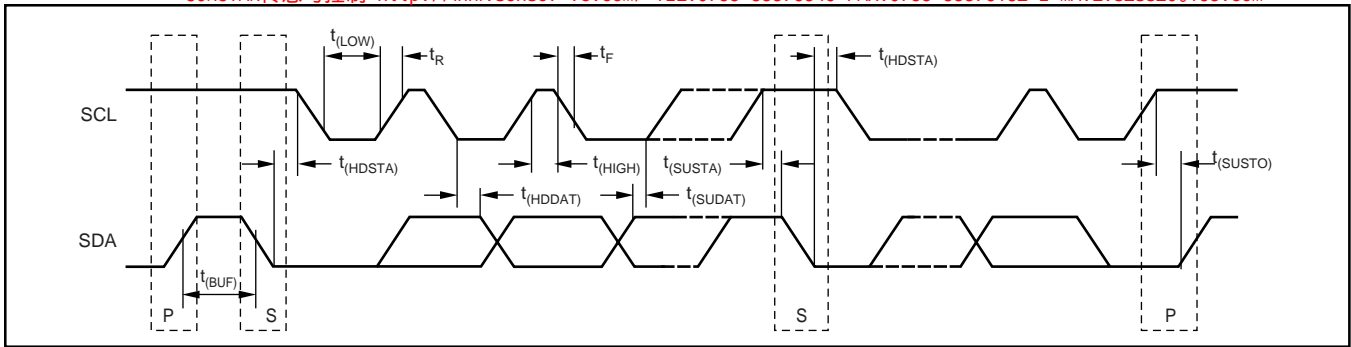 t(LOW)
tR
tF
t(HDSTA)
SCL
t(HDSTA)
t(HIGH)
t(SUSTA)
t(SUSTO)
t(HDDAT)
t(SUDAT)
SDA
t(BUF)
P
S
S
P